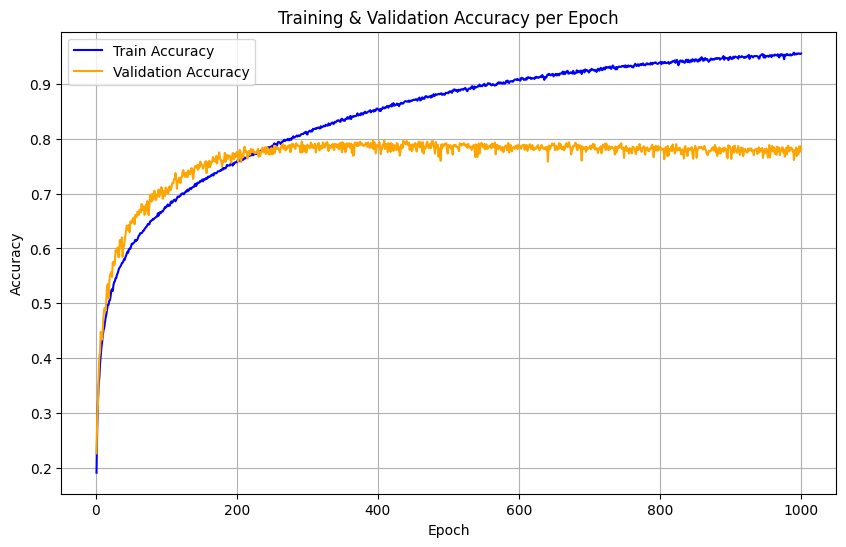 Training & Validation Accuracy per Epoch
Train Accuracy
Validation Accuracy
Accuracy
0.9
0.8
0.7
0.6
0.5
0.4
0.3
0.2
0 200 400 600 800 1000
Epoch